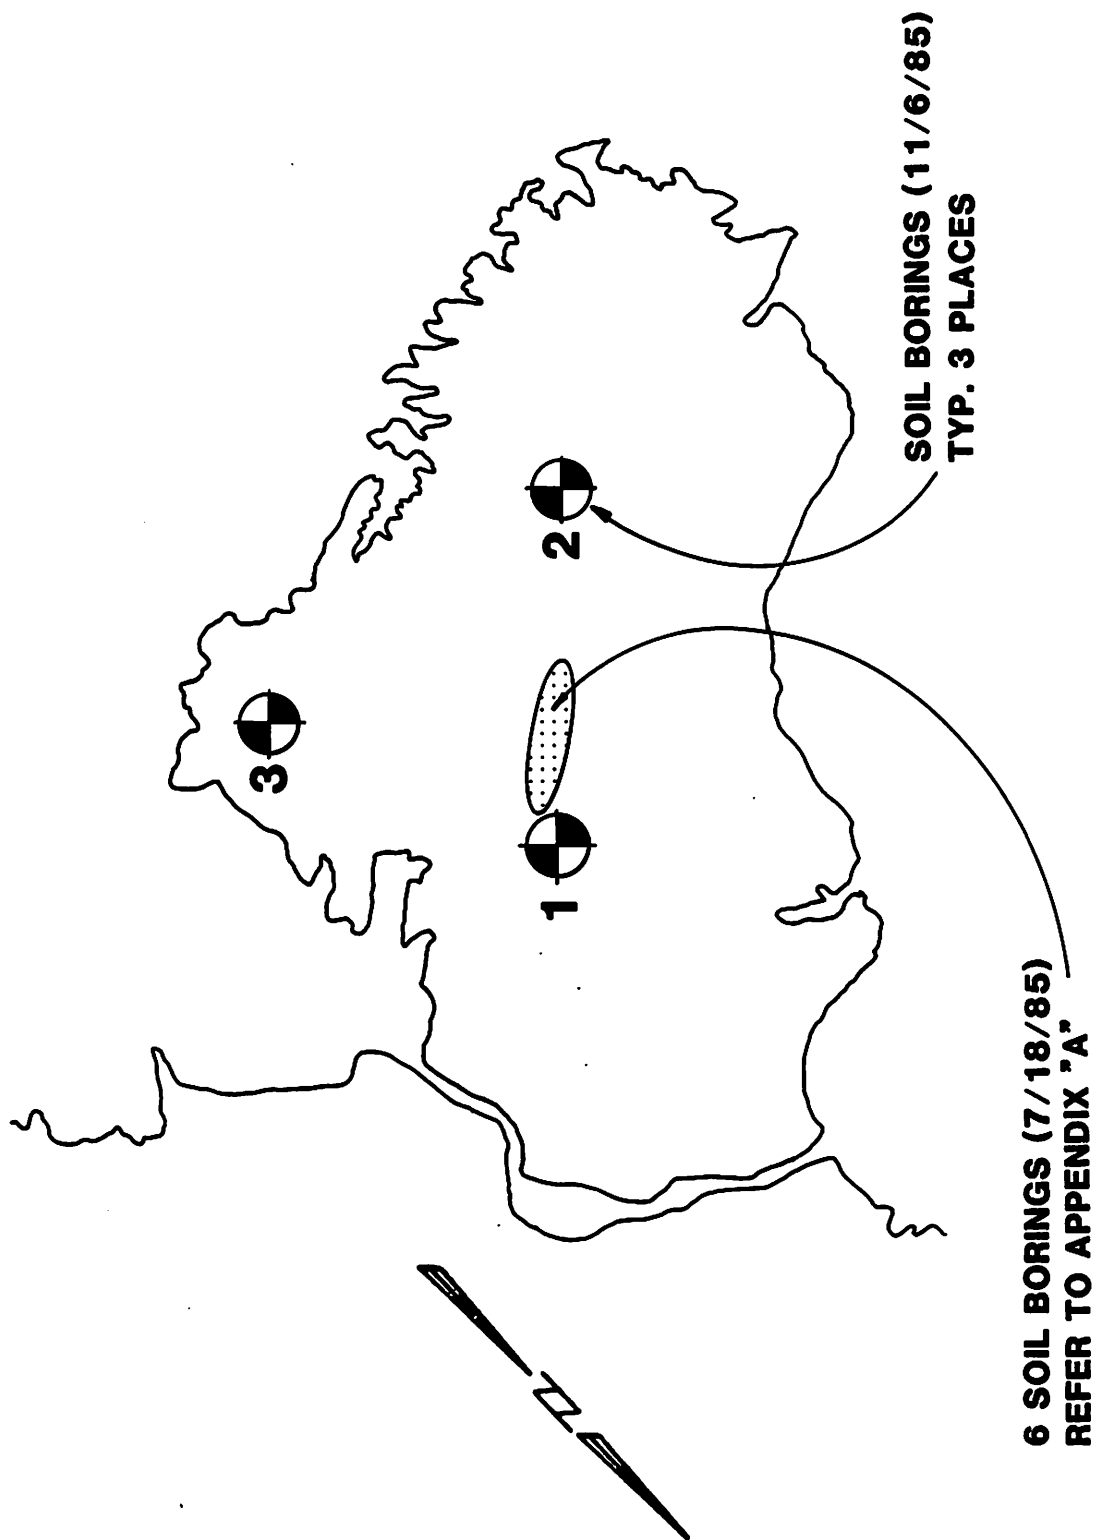 3
1
2
SOIL BORINGS (11/6/85)
TYP. 3 PLACES
6 SOIL BORINGS (7/18/85)
REFER TO APPENDIX "A"